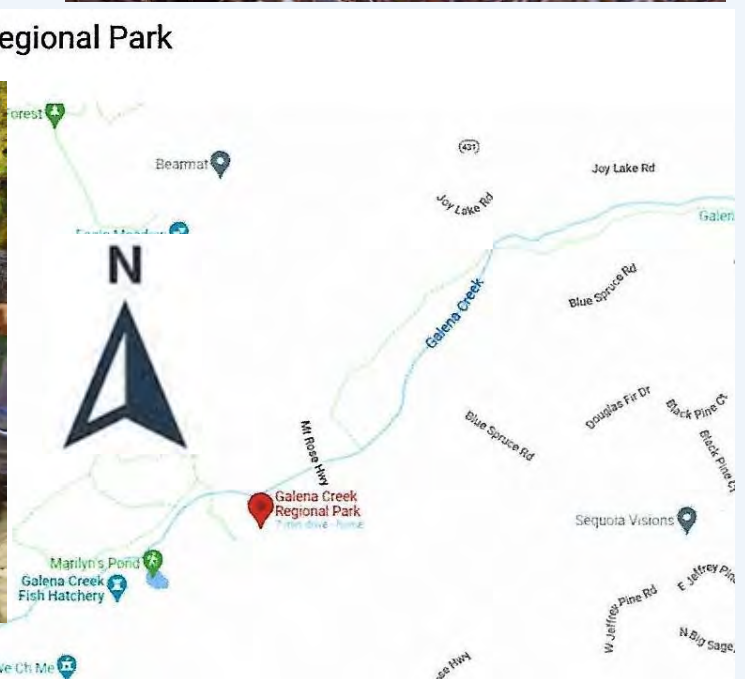 egional Park
orest
Bearmat
431
Joy Lake Rd
Joy Lake Rd
Galen
N
Galena Creek
Blue Spruce Rd
Mt Rose Hwy
Blue Spruce Rd
Douglas Fir Dr
Black Pine Ct
Black Pine Ct
Galena Creek
Regional Park
7 min drive - home
Sequoia Visions
Marilyn's Pond
Galena Creek
Fish Hatchery
W Jeffrey Pine Rd
E Jeffrey Pin
N Big Sage
ve Ch Me
se Hwy